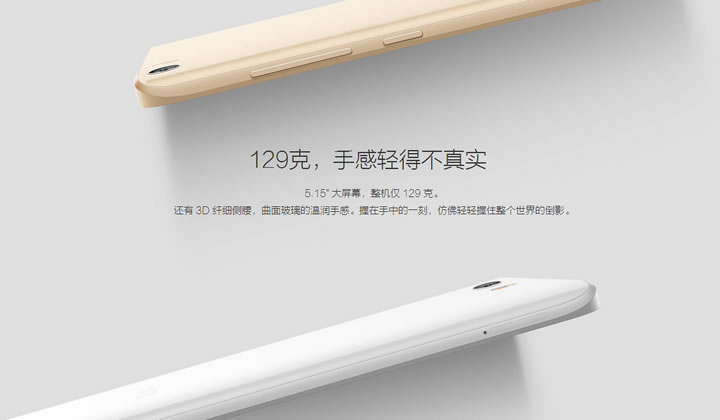 129克，手感轻得不真实
5.15" 大屏幕，整机仅 129 克。
还有 3D 纤细侧腰，曲面玻璃的温润手感。握在手中的一刻，仿佛轻轻握住整个世界的倒影。